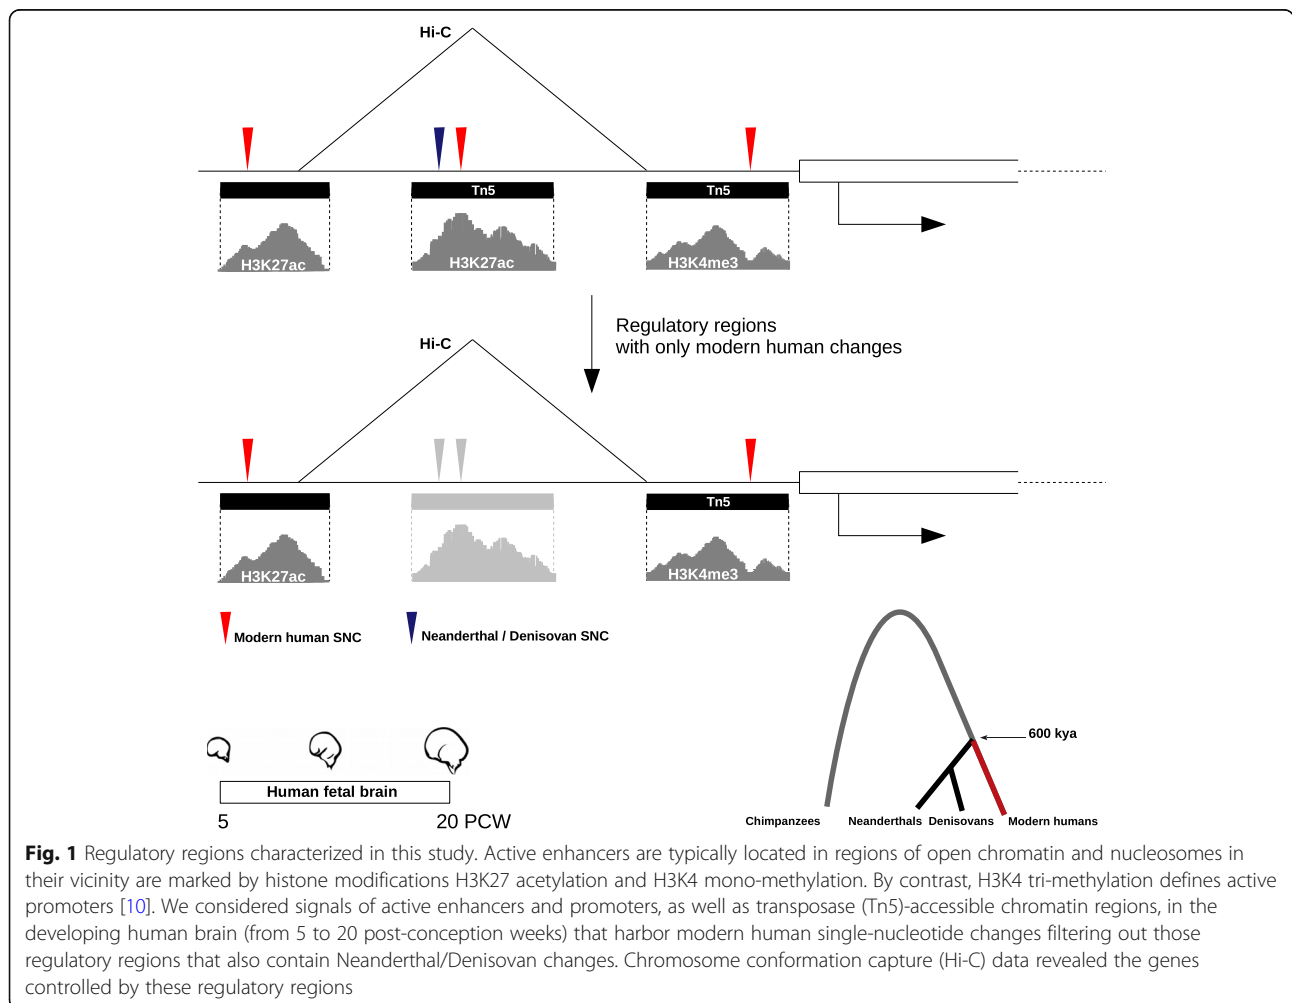 Hi-C
Tn5
Tn5
H3K27ac
H3K27ac
H3K4me3
Regulatory regions
with only modern human changes
Hi-C
Tn5
H3K27ac
H3K4me3
Modern human SNC
Neanderthal / Denisovan SNC
600 kya
Human fetal brain
5
20 PCW
Chimpanzees
Neanderthals
Denisovans
Modern humans
Fig. 1 Regulatory regions characterized in this study. Active enhancers are typically located in regions of open chromatin and nucleosomes in
their vicinity are marked by histone modifications H3K27 acetylation and H3K4 mono-methylation. By contrast, H3K4 tri-methylation defines active
promoters [10]. We considered signals of active enhancers and promoters, as well as transposase (Tn5)-accessible chromatin regions, in the
developing human brain (from 5 to 20 post-conception weeks) that harbor modern human single-nucleotide changes filtering out those
regulatory regions that also contain Neanderthal/Denisovan changes. Chromosome conformation capture (Hi-C) data revealed the genes
controlled by these regulatory regions